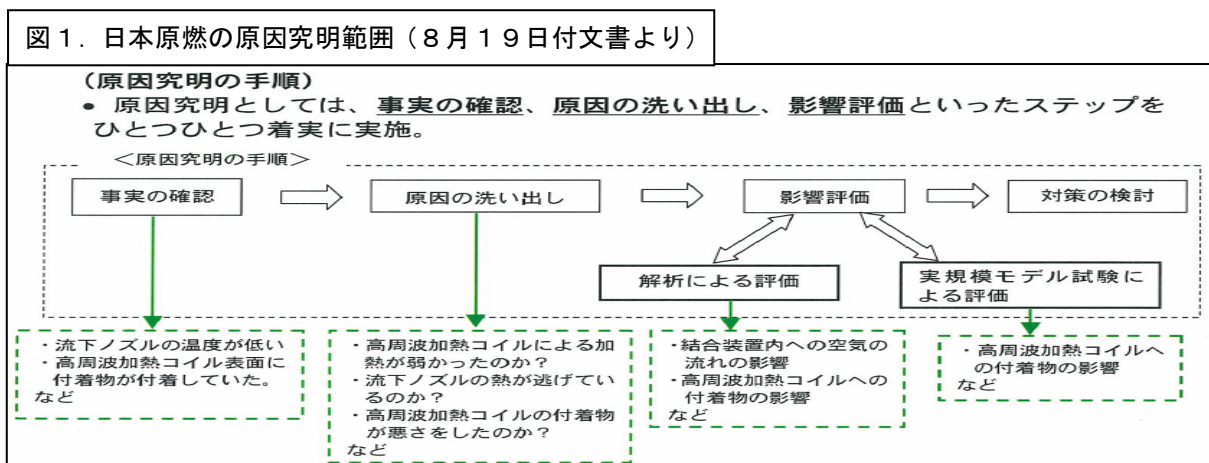 図1．日本原燃の原因究明範囲（8月19日付文書より）
（原因究明の手順）
• 原因究明としては、事実の確認、原因の洗い出し、影響評価といったステップを
ひとつひとつ着実に実施。
＜原因究明の手順＞
事実の確認
原因の洗い出し
影響評価
対策の検討
解析による評価
実規模モデル試験に
よる評価
・流下ノズルの温度が低い
・高周波加熱コイル表面に
付着物が付着していた。
など
・高周波加熱コイルによる加
熱が弱かったのか？
・流下ノズルの熱が逃げてい
るのか？
・高周波加熱コイルの付着物
が悪さをしたのか？
など
・結合装置内への空気の
流れの影響
・高周波加熱コイルへの
付着物の影響
など
・高周波加熱コイルへ
の付着物の影響
など